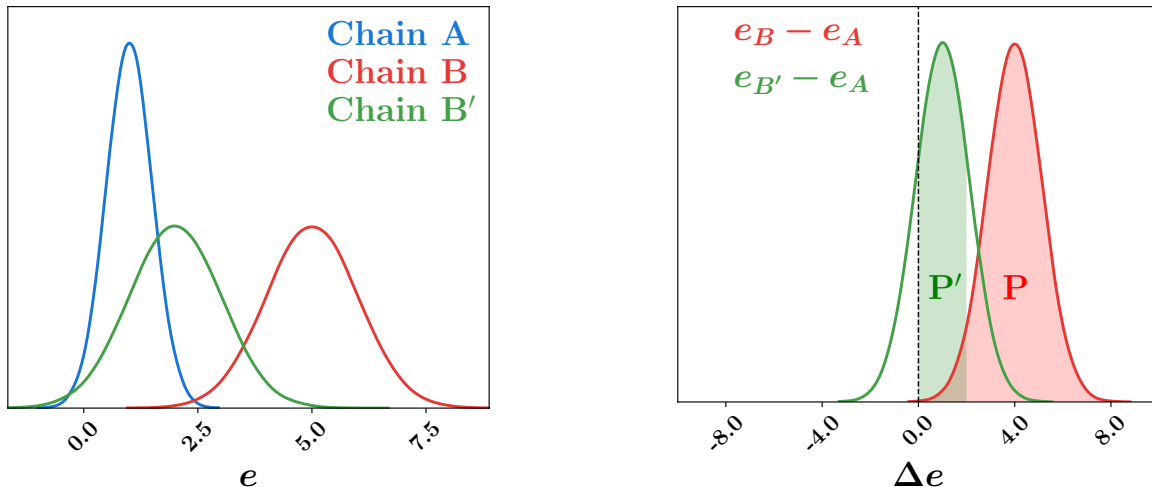 Chain A
Chain B
Chain B′
0.0 2.5 5.0 7.5
e
e_B − e_A
e_B′ − e_A
P′ P
-8.0 -4.0 0.0 4.0 8.0
Δe